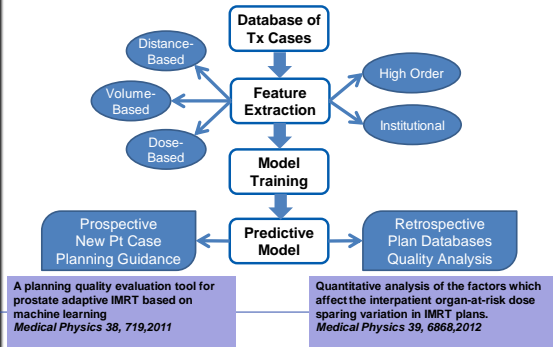 Database of
Tx Cases
Distance-
Based
Volume-
Based
Dose-
Based
Feature
Extraction
High Order
Institutional
Model
Training
Prospective
New Pt Case
Planning Guidance
Predictive
Model
Retrospective
Plan Databases
Quality Analysis
A planning quality evaluation tool for
prostate adaptive IMRT based on
machine learning
Medical Physics 38, 719,2011
Quantitative analysis of the factors which
affect the interpatient organ-at-risk dose
sparing variation in IMRT plans.
Medical Physics 39, 6868,2012